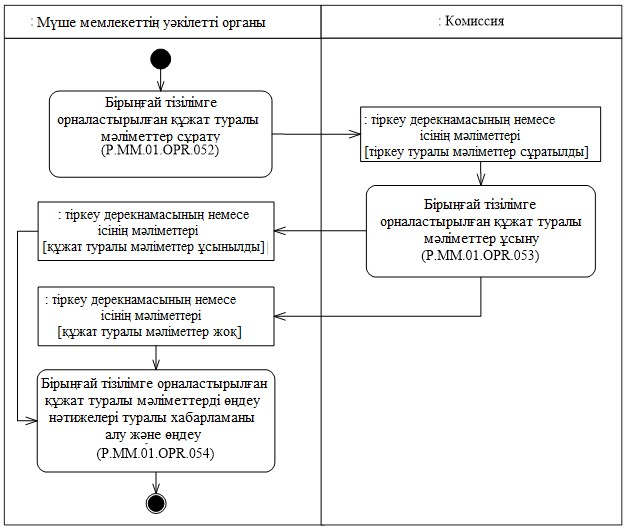 : Мүше мемлекеттің уәкілетті органы
: Комиссия
Бірыңғай тізілімге
орналастырылған құжат туралы
мәліметтер сұрату
(P.MM.01.OPR.052)
: тіркеу дерекнамасының немесе
ісінің мәліметтері
[тіркеу туралы мәліметтер сұратылды]
Бірыңғай тізілімге
орналастырылған құжат туралы
мәліметтер ұсыну
(P.MM.01.OPR.053)
: тіркеу дерекнамасының немесе
ісінің мәліметтері
[құжат туралы мәліметтер ұсынылды]
: тіркеу дерекнамасының немесе
ісінің мәліметтері
[құжат туралы мәліметтер жоқ]
Бірыңғай тізілімге орналастырылған
құжат туралы мәліметтерді өңдеу
нәтижелері туралы хабарламаны
алу және өңдеу
(P.MM.01.OPR.054)